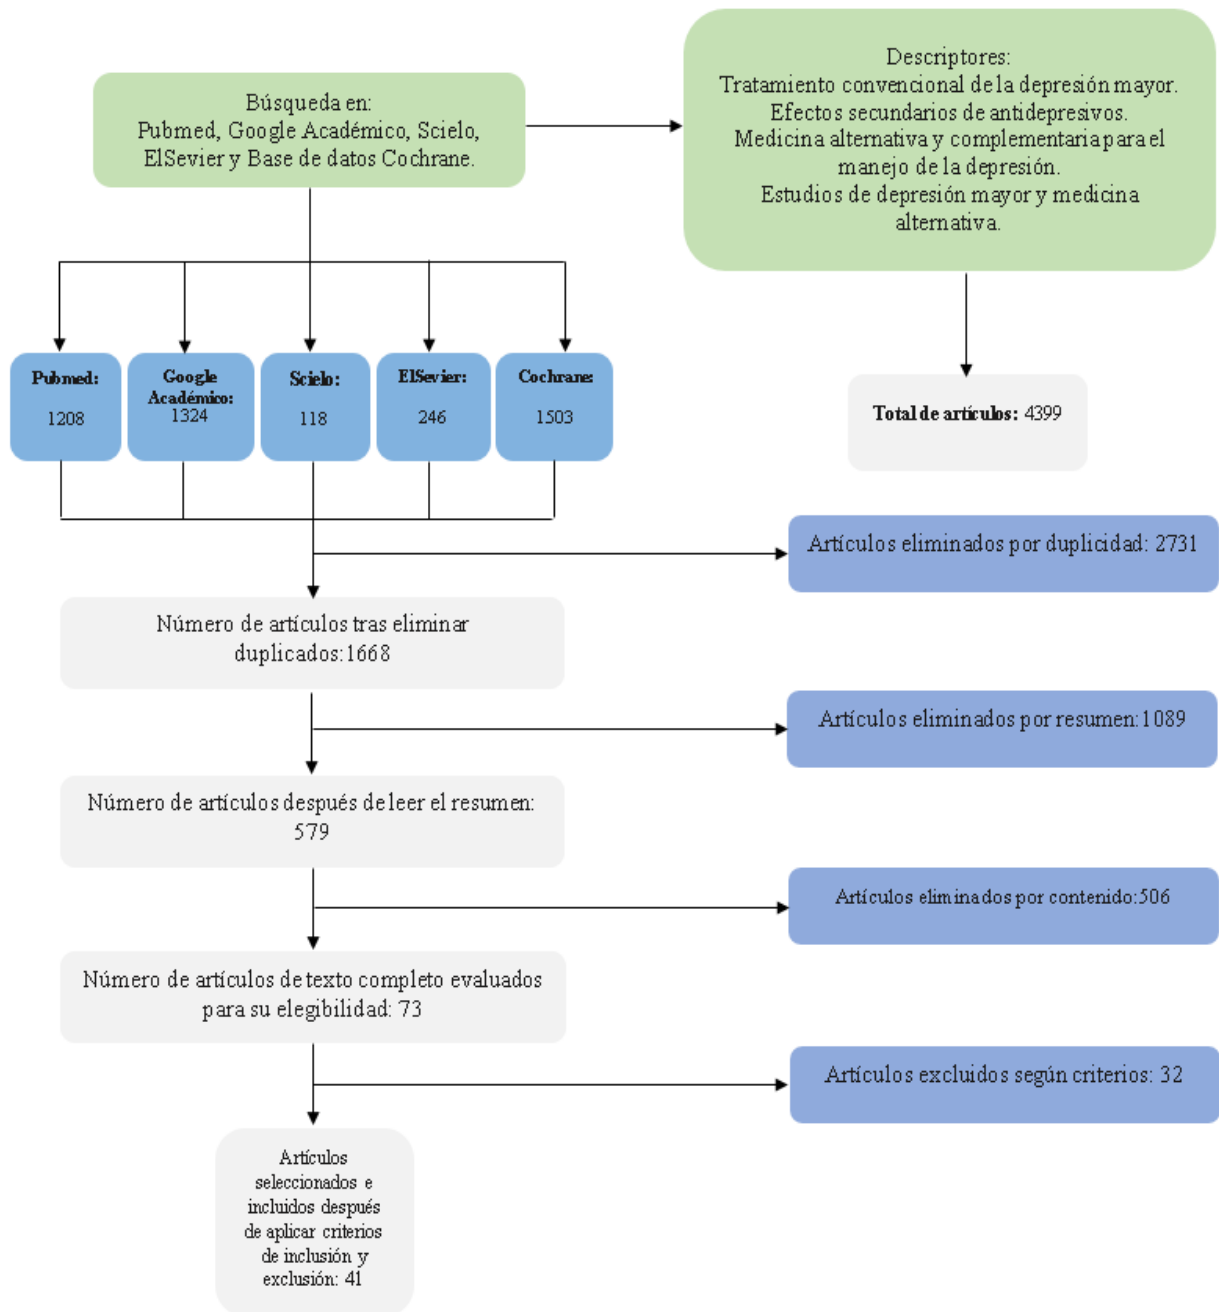 Búsqueda en:
Pubmed, Google Académico, Scielo,
ElSevier y Base de datos Cochrane.
Descriptores:
Tratamiento convencional de la depresión mayor.
Efectos secundarios de antidepresivos.
Medicina alternativa y complementaria para el
manejo de la depresión.
Estudios de depresión mayor y medicina
alternativa.
Pubmed:
1208
Google
Académico:
1324
Scielo:
118
ElSevier:
246
Cochrane:
1503
Total de artículos: 4399
Artículos eliminados por duplicidad: 2731
Número de artículos tras eliminar
duplicados:1668
Artículos eliminados por resumen:1089
Número de artículos después de leer el resumen:
579
Artículos eliminados por contenido:506
Número de artículos de texto completo evaluados
para su elegibilidad: 73
Artículos excluidos según criterios: 32
Artículos
seleccionados e
incluidos después
de aplicar criterios
de inclusión y
exclusión: 41